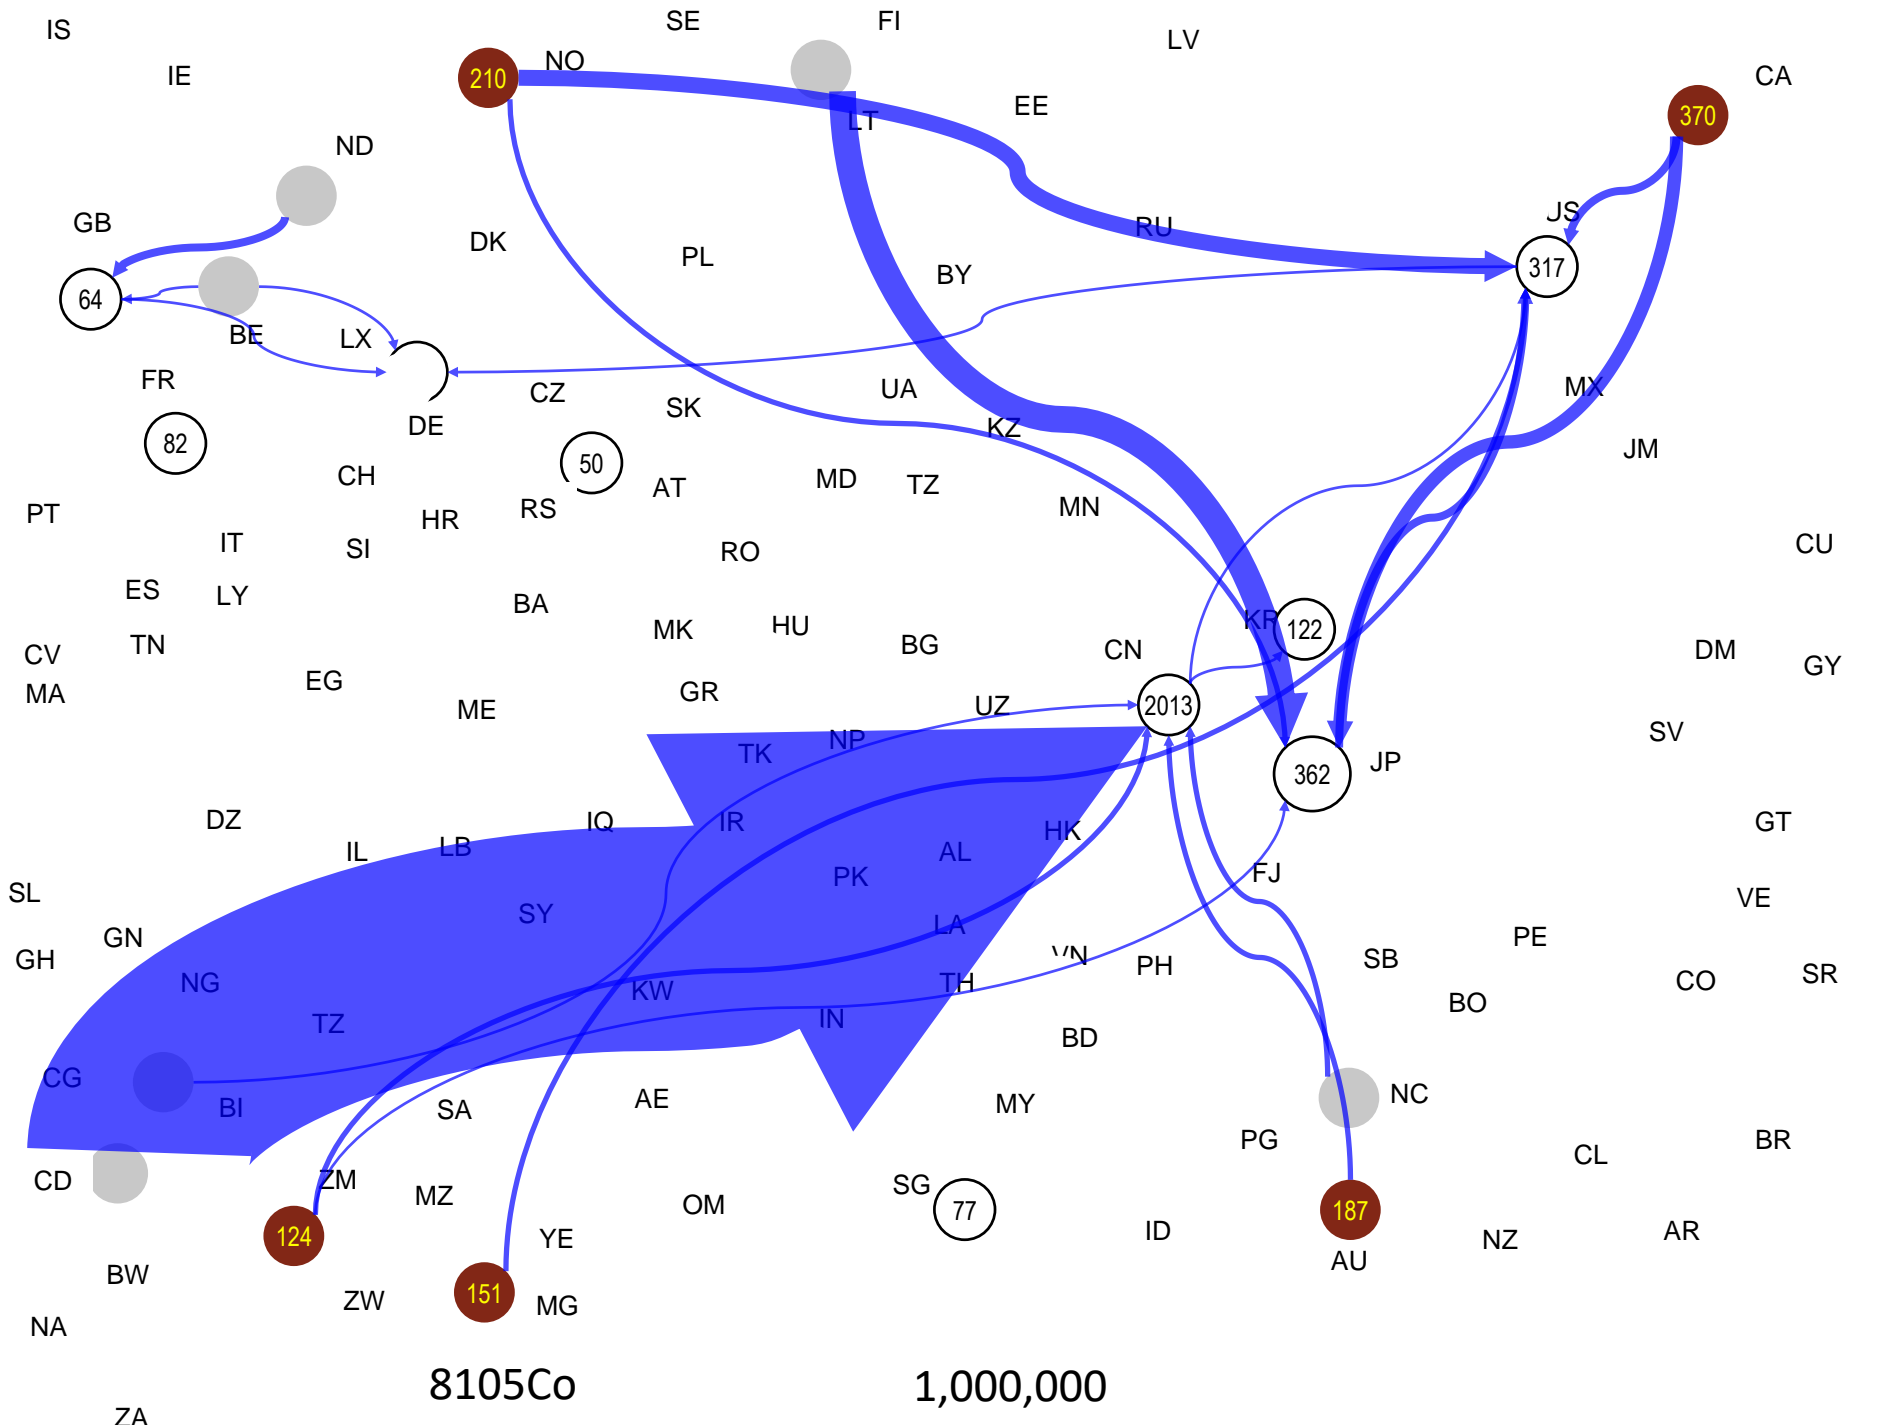 IS
SE
FI
LV
NO
IE
210
CA
EE
370
LT
ND
GB
JS
RU
DK
PL
BY
317
64
BE
LX
FR
CZ
UA
MX
SK
DE
KZ
82
JM
50
CH
AT
MD
TZ
RS
MN
PT
HR
IT
SI
RO
CU
ES
LY
BA
KR
122
MK
HU
TN
BG
CN
CV
DM
GY
EG
MA
GR
ME
UZ
2013
SV
NP
TK
JP
362
DZ
IQ
IR
GT
HK
LB
IL
AL
PK
FJ
SL
VE
SY
LA
GN
PE
VN
GH
PH
SB
NG
TH
CO
SR
KW
BO
IN
TZ
BD
CG
NC
AE
MY
BI
SA
PG
BR
CL
ZM
CD
SG
MZ
OM
77
187
ID
AR
124
YE
NZ
AU
BW
151
ZW
MG
NA
8105Co
1,000,000
ZA